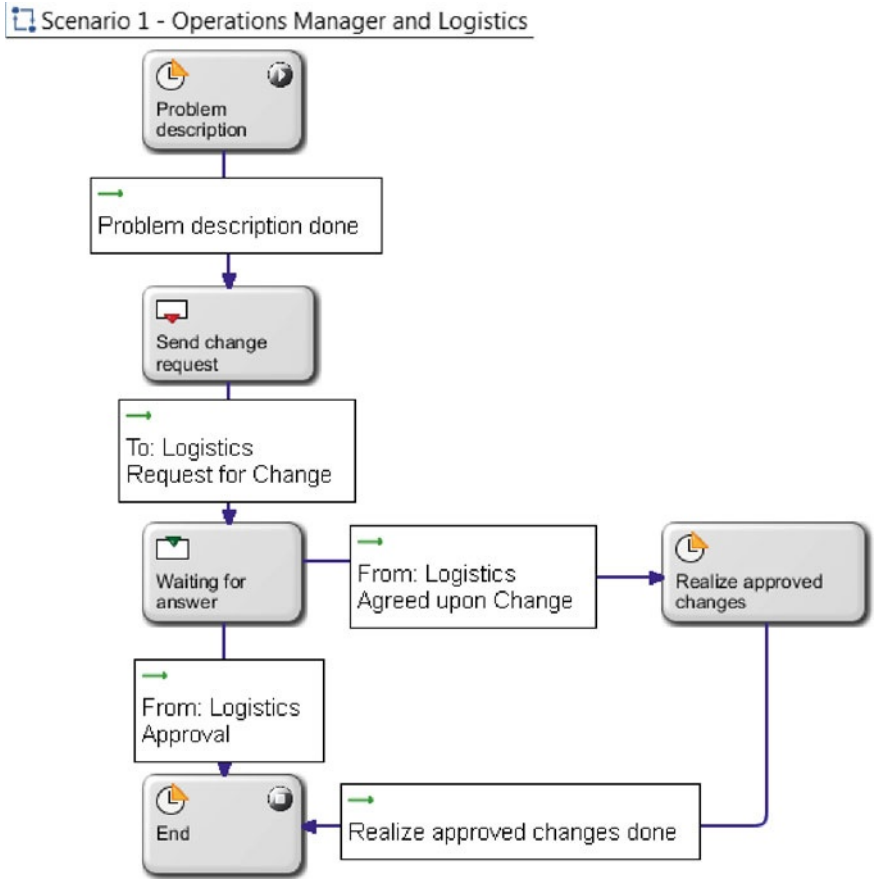 Scenario 1 - Operations Manager and Logistics
Problem
description
Problem description done
Send change
request
To: Logistics
Request for Change
Waiting for
answer
From: Logistics
Agreed upon Change
Realize approved
changes
From: Logistics
Approval
End
Realize approved changes done